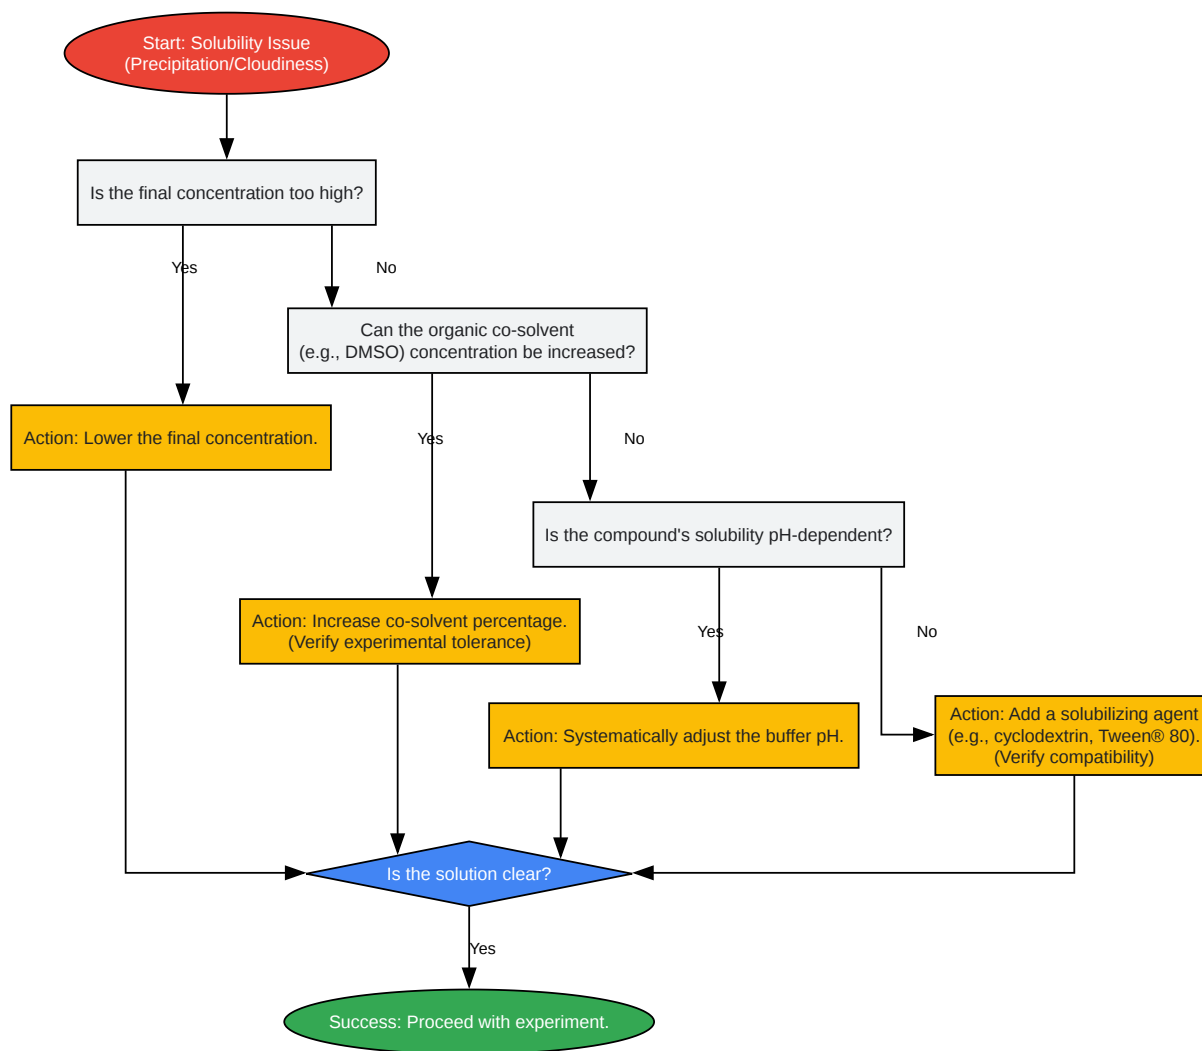 Start: Solubility Issue
(Precipitation/Cloudiness)
Is the final concentration too high?
Yes
No
Can the organic co-solvent
(e.g., DMSO) concentration be increased?
Action: Lower the final concentration.
Yes
No
Is the compound's solubility pH-dependent?
Action: Increase co-solvent percentage.
(Verify experimental tolerance)
Yes
No
Action: Systematically adjust the buffer pH.
Action: Add a solubilizing agent
(e.g., cyclodextrin, Tween® 80).
(Verify compatibility)
Is the solution clear?
Yes
Success: Proceed with experiment.